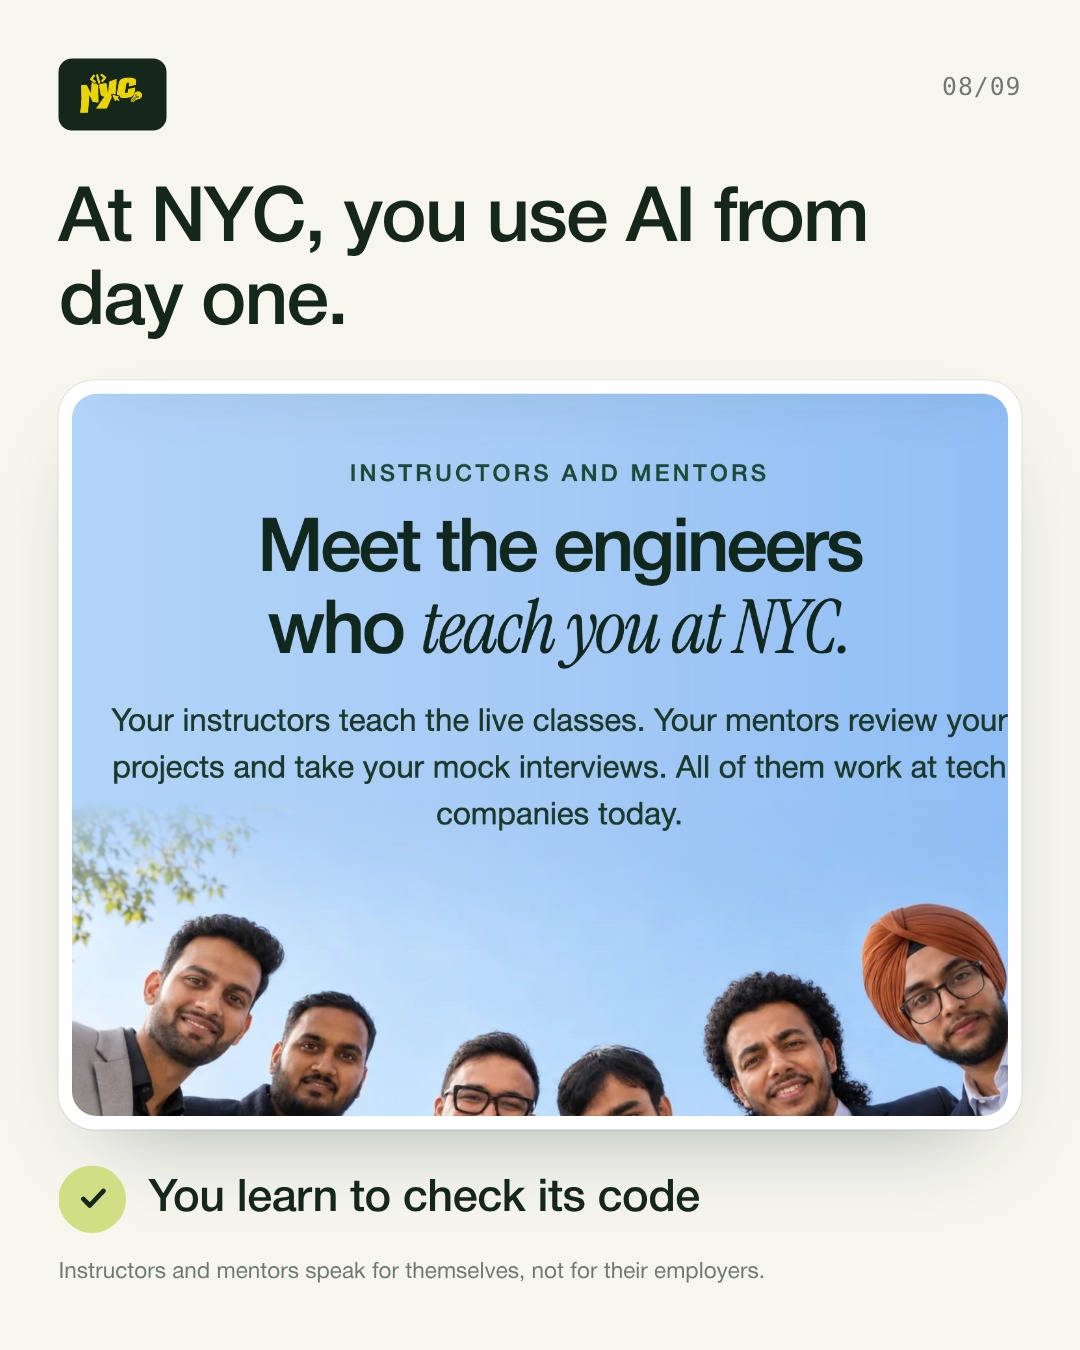 NYC
08/09
At NYC, you use AI from
day one.
INSTRUCTORS AND MENTORS
Meet the engineers
who teach you at NYC.
Your instructors teach the live classes. Your mentors review your
projects and take your mock interviews. All of them work at tech
companies today.
You learn to check its code
Instructors and mentors speak for themselves, not for their employers.